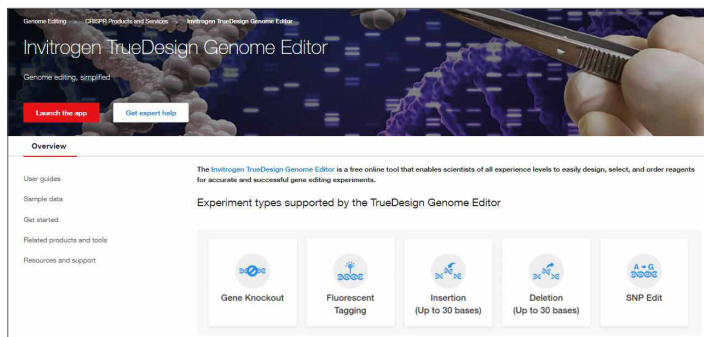 Genome Editing › CRISPR Products and Services › Invitrogen TrueDesign Genome Editor
Invitrogen TrueDesign Genome Editor
Genome editing, simplified
Launch the app
Get expert help
Overview
The Invitrogen TrueDesign Genome Editor is a free online tool that enables scientists of all experience levels to easily design, select, and order reagents
for accurate and successful gene editing experiments.
User guides
Sample data
Get started
Related products and tools
Resources and support
Experiment types supported by the TrueDesign Genome Editor
Gene Knockout
Fluorescent
Tagging
Insertion
(Up to 30 bases)
Deletion
(Up to 30 bases)
A → G
SNP Edit